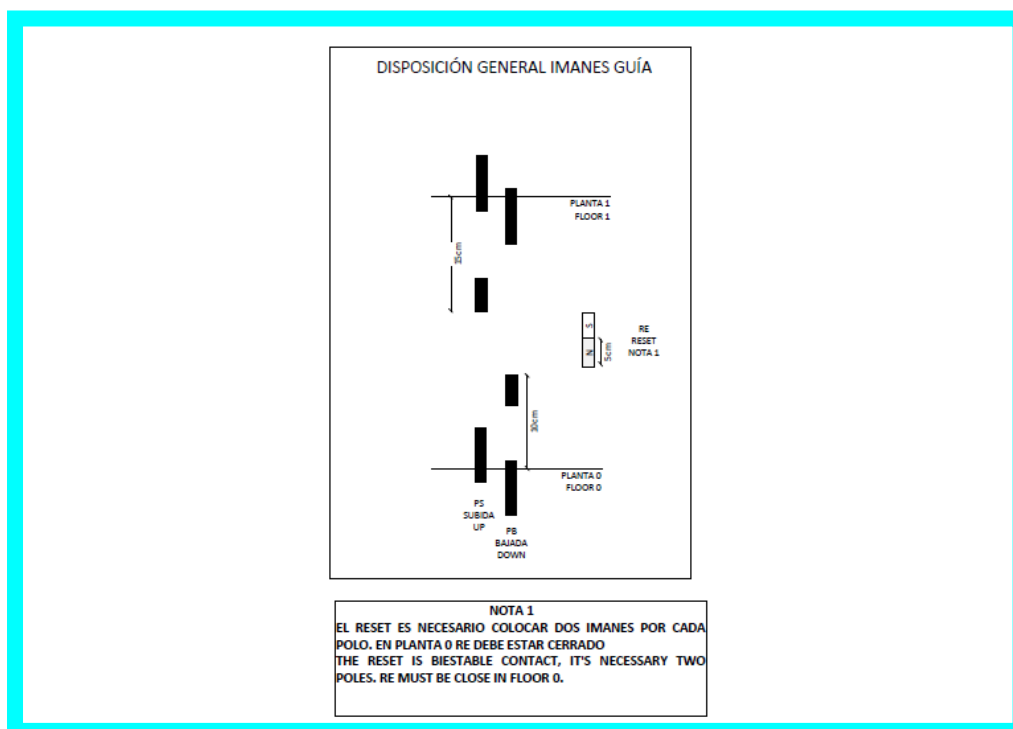 DISPOSICIÓN GENERAL IMANES GUÍA
PLANTA 1
FLOOR 1
15cm
S
N
5cm
RE
RESET
NOTA 1
10cm
PLANTA 0
FLOOR 0
PS
SUBIDA
UP
PB
BAJADA
DOWN
NOTA 1
EL RESET ES NECESARIO COLOCAR DOS IMANES POR CADA
POLO. EN PLANTA 0 RE DEBE ESTAR CERRADO
THE RESET IS BIESTABLE CONTACT, IT'S NECESSARY TWO
POLES. RE MUST BE CLOSE IN FLOOR 0.